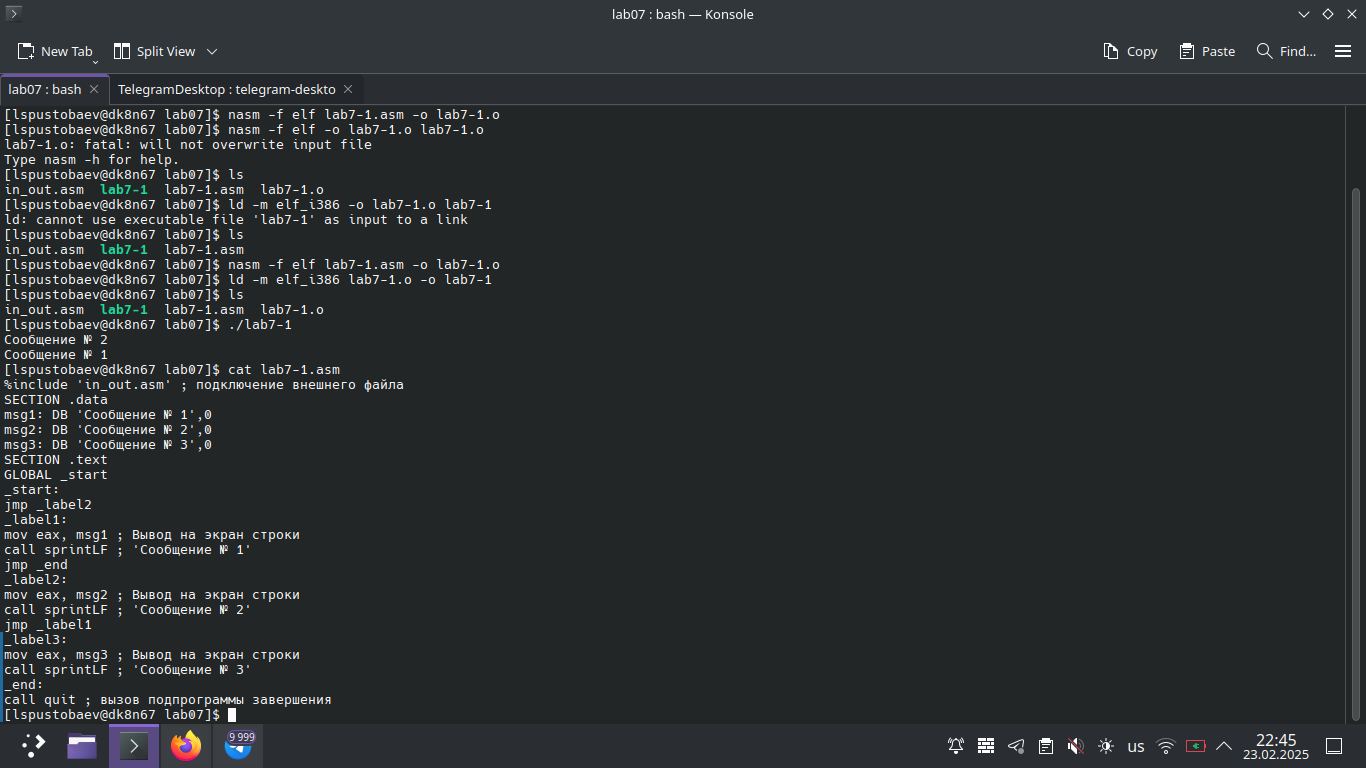 lab07 : bash — Konsole
New Tab
Split View
Copy
Paste
Find...
lab07 : bash
TelegramDesktop : telegram-deskto
[lspustobaev@dk8n67 lab07]$ nasm -f elf lab7-1.asm -o lab7-1.o
[lspustobaev@dk8n67 lab07]$ nasm -f elf -o lab7-1.o lab7-1.o
lab7-1.o: fatal: will not overwrite input file
Type nasm -h for help.
[lspustobaev@dk8n67 lab07]$ ls
in_out.asm  lab7-1  lab7-1.asm  lab7-1.o
[lspustobaev@dk8n67 lab07]$ ld -m elf_i386 -o lab7-1.o lab7-1
ld: cannot use executable file 'lab7-1' as input to a link
[lspustobaev@dk8n67 lab07]$ ls
in_out.asm  lab7-1  lab7-1.asm
[lspustobaev@dk8n67 lab07]$ nasm -f elf lab7-1.asm -o lab7-1.o
[lspustobaev@dk8n67 lab07]$ ld -m elf_i386 lab7-1.o -o lab7-1
[lspustobaev@dk8n67 lab07]$ ls
in_out.asm  lab7-1  lab7-1.asm  lab7-1.o
[lspustobaev@dk8n67 lab07]$ ./lab7-1
Сообщение № 2
Сообщение № 1
[lspustobaev@dk8n67 lab07]$ cat lab7-1.asm
%include 'in_out.asm' ; подключение внешнего файла
SECTION .data
msg1: DB 'Сообщение № 1',0
msg2: DB 'Сообщение № 2',0
msg3: DB 'Сообщение № 3',0
SECTION .text
GLOBAL _start
_start:
jmp _label2
_label1:
mov eax, msg1 ; Вывод на экран строки
call sprintLF ; 'Сообщение № 1'
jmp _end
_label2:
mov eax, msg2 ; Вывод на экран строки
call sprintLF ; 'Сообщение № 2'
jmp _label1
_label3:
mov eax, msg3 ; Вывод на экран строки
call sprintLF ; 'Сообщение № 3'
_end:
call quit ; вызов подпрограммы завершения
[lspustobaev@dk8n67 lab07]$
9 999
us
22:45
23.02.2025